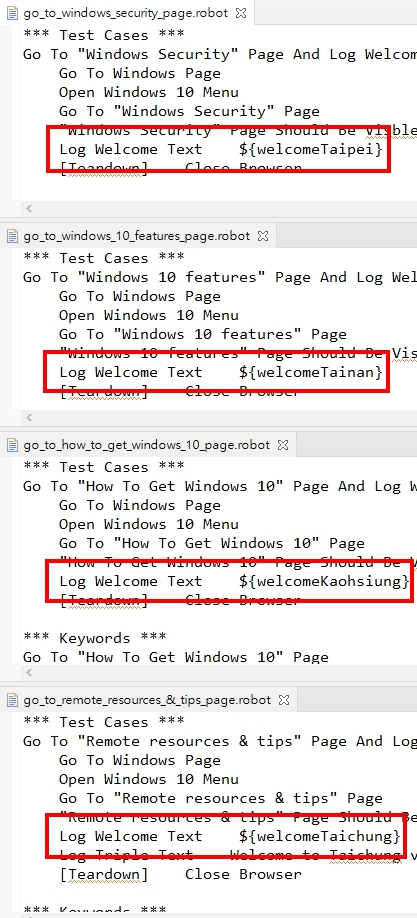 go_to_windows_security_page.robot
*** Test Cases ***
Go To "Windows Security" Page And Log Welcom
Go To Windows Page
Open Windows 10 Menu
Go To "Windows Security" Page
"Windows Security" Page Should Be Visible
Log Welcome Text    ${welcomeTaipei}
[Teardown]    Close Browser
go_to_windows_10_features_page.robot
*** Test Cases ***
Go To "Windows 10 features" Page And Log Wel
Go To Windows Page
Open Windows 10 Menu
Go To "Windows 10 features" Page
"Windows 10 features" Page Should Be Vis
Log Welcome Text    ${welcomeTainan}
[Teardown]    Close Browser
go_to_how_to_get_windows_10_page.robot
*** Test Cases ***
Go To "How To Get Windows 10" Page And Log W
Go To Windows Page
Open Windows 10 Menu
Go To "How To Get Windows 10" Page
"How To Get Windows 10" Page Should Be V
Log Welcome Text    ${welcomeKaohsiung}
[Teardown]    Close Browser
*** Keywords ***
Go To "How To Get Windows 10" Page
go_to_remote_resources_&_tips_page.robot
*** Test Cases ***
Go To "Remote resources & tips" Page And Log
Go To Windows Page
Open Windows 10 Menu
Go To "Remote resources & tips" Page
"Remote resources & tips" Page Should Be
Log Welcome Text    ${welcomeTaichung}
Log Triple Text    Welcome to Taichung v
[Teardown]    Close Browser
*** Keywords ***